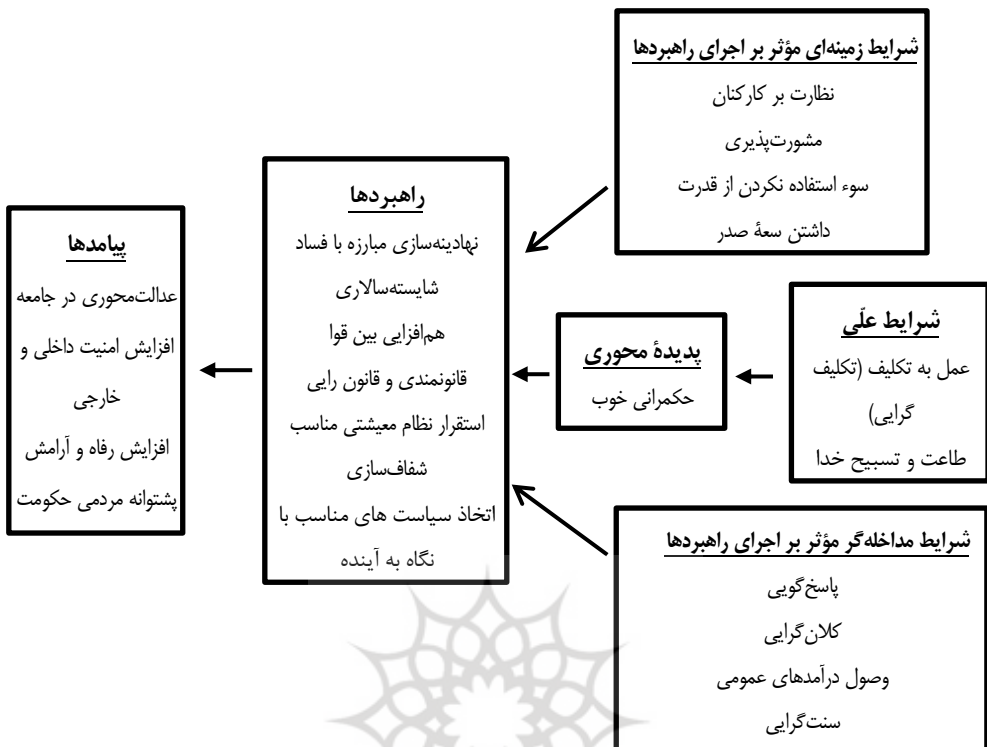 شرایط زمینه‌ای مؤثر بر اجرای راهبردها
نظارت بر کارکنان
مشورت‌پذیری
سوء استفاده نکردن از قدرت
داشتن سعۀ صدر
شرایط علّی
عمل به تکلیف (تکلیف
گرایی)
طاعت و تسبیح خدا
پدیدۀ محوری
حکمرانی خوب
راهبردها
نهادینه‌سازی مبارزه با فساد
شایسته‌سالاری
هم‌افزایی بین قوا
قانونمندی و قانون رایی
استقرار نظام معیشتی مناسب
شفاف‌سازی
اتخاذ سیاست های مناسب با
نگاه به آینده
پیامدها
عدالت‌محوری در جامعه
افزایش امنیت داخلی و
خارجی
افزایش رفاه و آرامش
پشتوانه مردمی حکومت
شرایط مداخله‌گر مؤثر بر اجرای راهبردها
پاسخ‌گویی
کلان‌گرایی
وصول درآمدهای عمومی
سنت‌گرایی